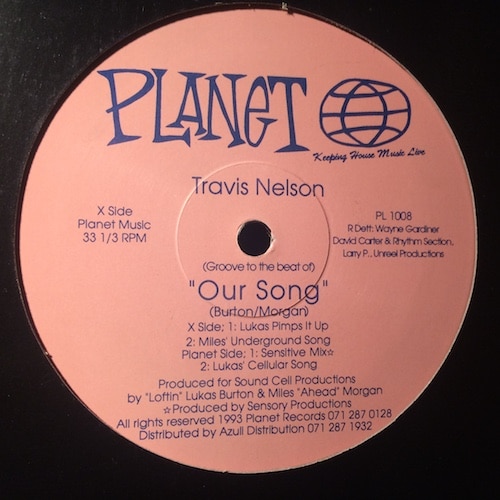 PLANET
Keeping House Music Live
Travis Nelson
X Side
Planet Music
33 1/3 RPM
PL 1008
R Dett: Wayne Gardiner
David Carter & Rhythm Section,
Larry P., Unreel Productions
(Groove to the beat of)
"Our Song"
(Burton/Morgan)
X Side; 1: Lukas Pimps It Up
2: Miles' Underground Song
Planet Side; 1: Sensitive Mix☆
2: Lukas' Cellular Song
Produced for Sound Cell Productions
by "Loftin" Lukas Burton & Miles "Ahead" Morgan
☆Produced by Sensory Productions
All rights reserved 1993 Planet Records 071 287 0128
Distributed by Azuli Distribution 071 287 1932